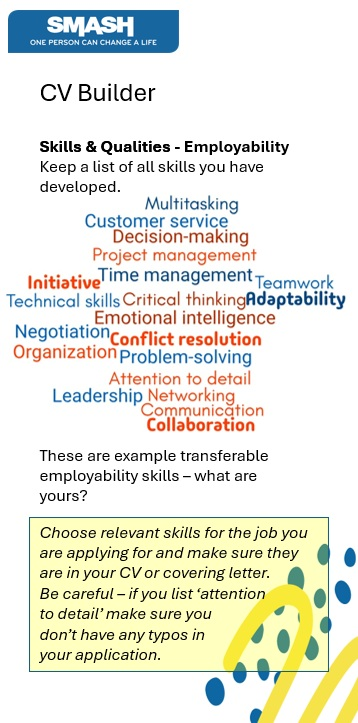 SMASH
ONE PERSON CAN CHANGE A LIFE
CV Builder
Skills & Qualities - Employability
Keep a list of all skills you have
developed.
Multitasking
Customer service
Decision-making
Project management
Initiative Time management Teamwork
Technical skills Critical thinking Adaptability
Emotional intelligence
Negotiation Conflict resolution
Organization Problem-solving
Attention to detail
Leadership Networking
Communication
Collaboration
These are example transferable
employability skills – what are
yours?
Choose relevant skills for the job you
are applying for and make sure they
are in your CV or covering letter.
Be careful – if you list ‘attention
to detail’ make sure you
don’t have any typos in
your application.